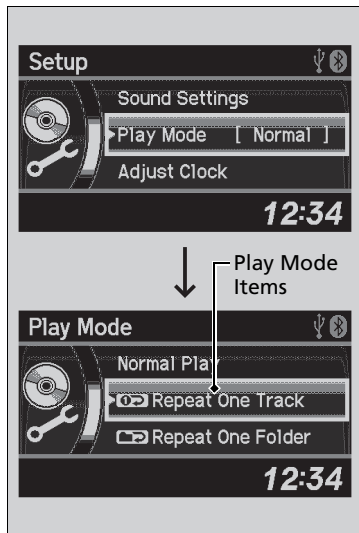 Setup
Sound Settings
Play Mode [ Normal ]
Adjust Clock
12:34
Play Mode
Items
Play Mode
Normal Play
Repeat One Track
Repeat One Folder
12:34